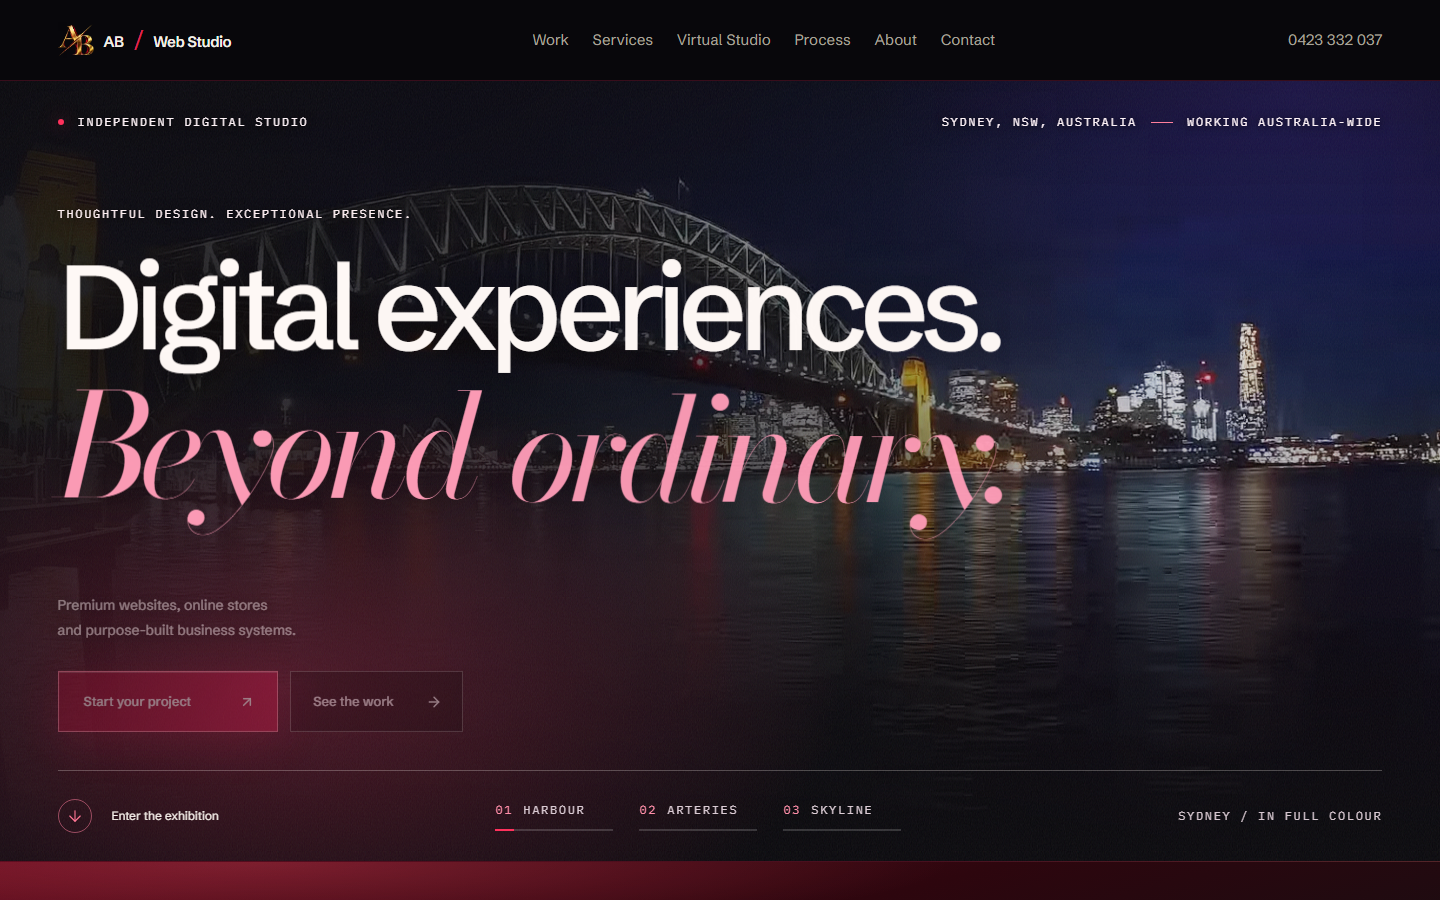 AB / Web Studio
Work Services Virtual Studio Process About Contact
0423 332 037
INDEPENDENT DIGITAL STUDIO
SYDNEY, NSW, AUSTRALIA — WORKING AUSTRALIA-WIDE
THOUGHTFUL DESIGN. EXCEPTIONAL PRESENCE.
Digital experiences.
Beyond ordinary.
Premium websites, online stores
and purpose-built business systems.
Start your project
See the work
Enter the exhibition
01 HARBOUR
02 ARTERIES
03 SKYLINE
SYDNEY / IN FULL COLOUR